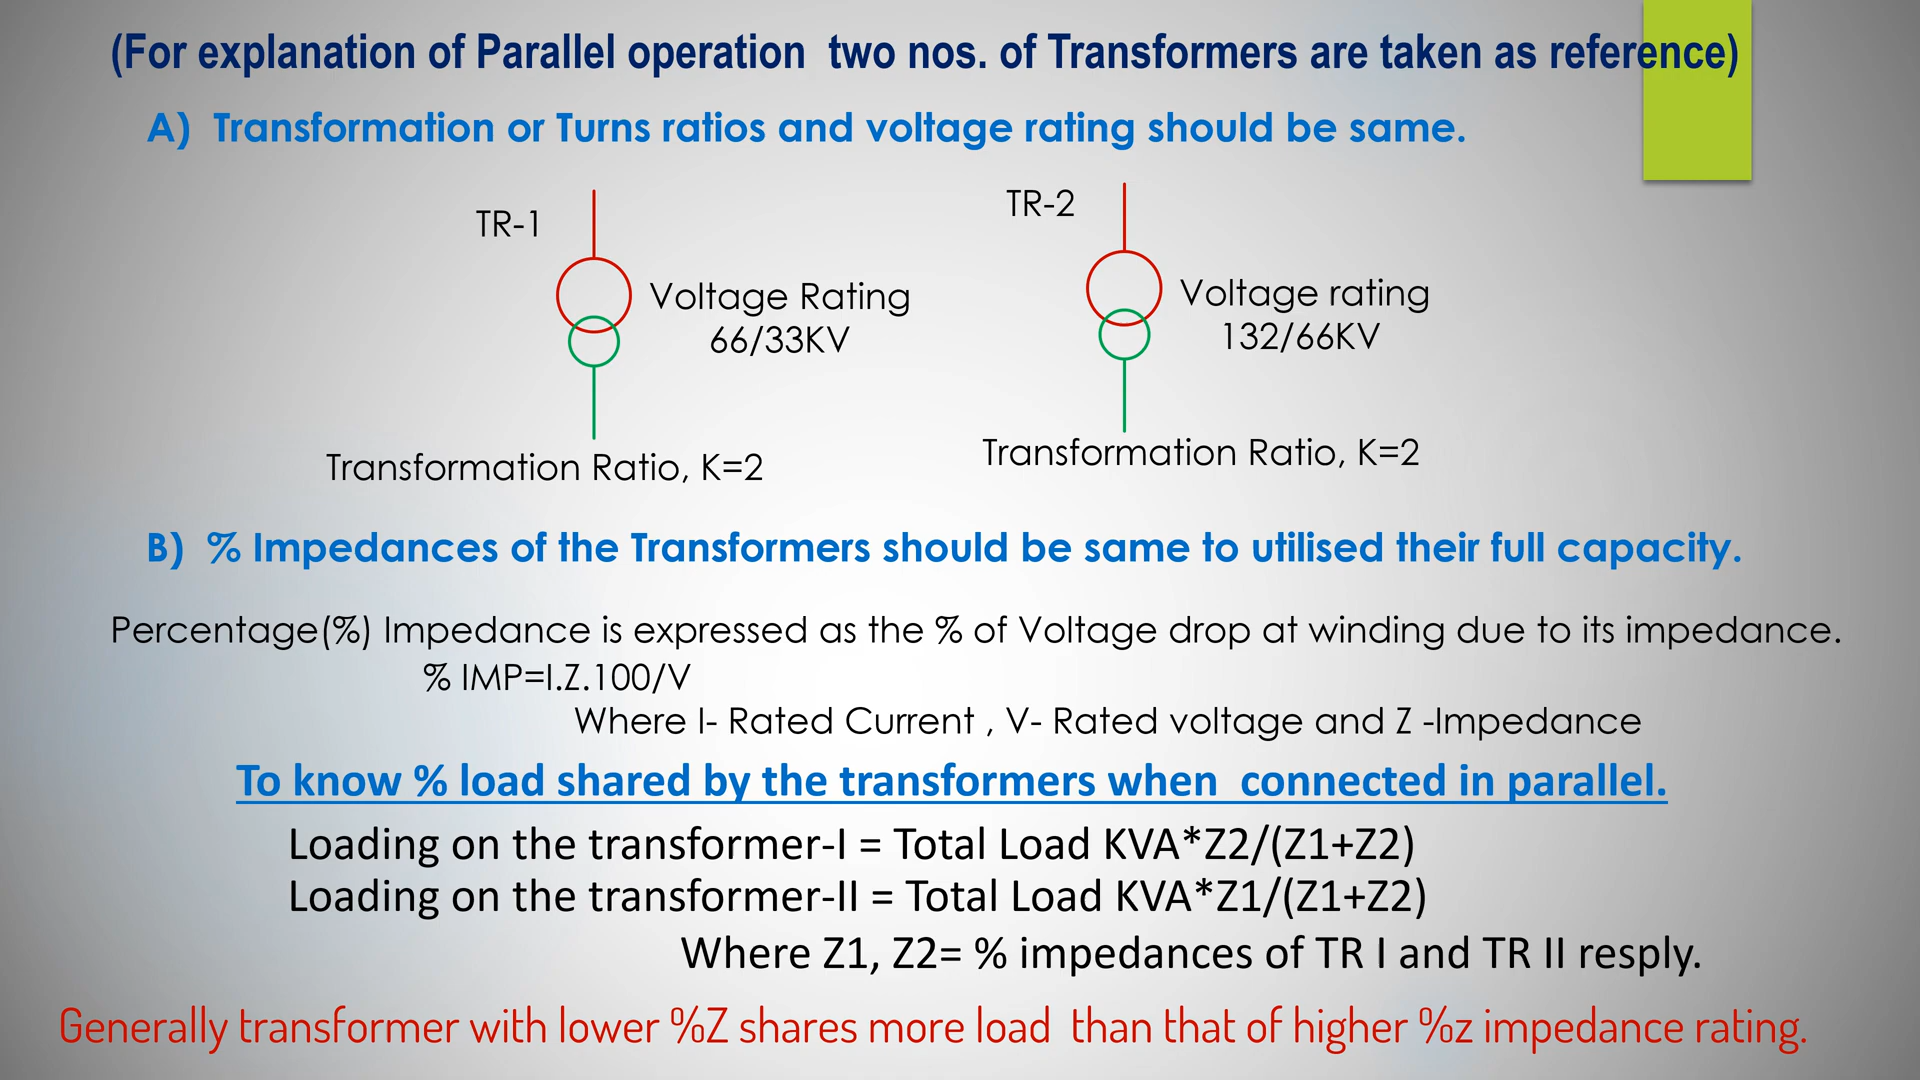 (For explanation of Parallel operation two nos. of Transformers are taken as reference)
A) Transformation or Turns ratios and voltage rating should be same.
TR-1
TR-2
Voltage Rating
66/33KV
Voltage rating
132/66KV
Transformation Ratio, K=2
Transformation Ratio, K=2
B) % Impedances of the Transformers should be same to utilised their full capacity.
Percentage(%) Impedance is expressed as the % of Voltage drop at winding due to its impedance.
% IMP=I.Z.100/V
Where I- Rated Current , V- Rated voltage and Z -Impedance
To know % load shared by the transformers when connected in parallel.
Loading on the transformer-I = Total Load KVA*Z2/(Z1+Z2)
Loading on the transformer-II = Total Load KVA*Z1/(Z1+Z2)
Where Z1, Z2= % impedances of TR I and TR II resply.
Generally transformer with lower %Z shares more load than that of higher %z impedance rating.